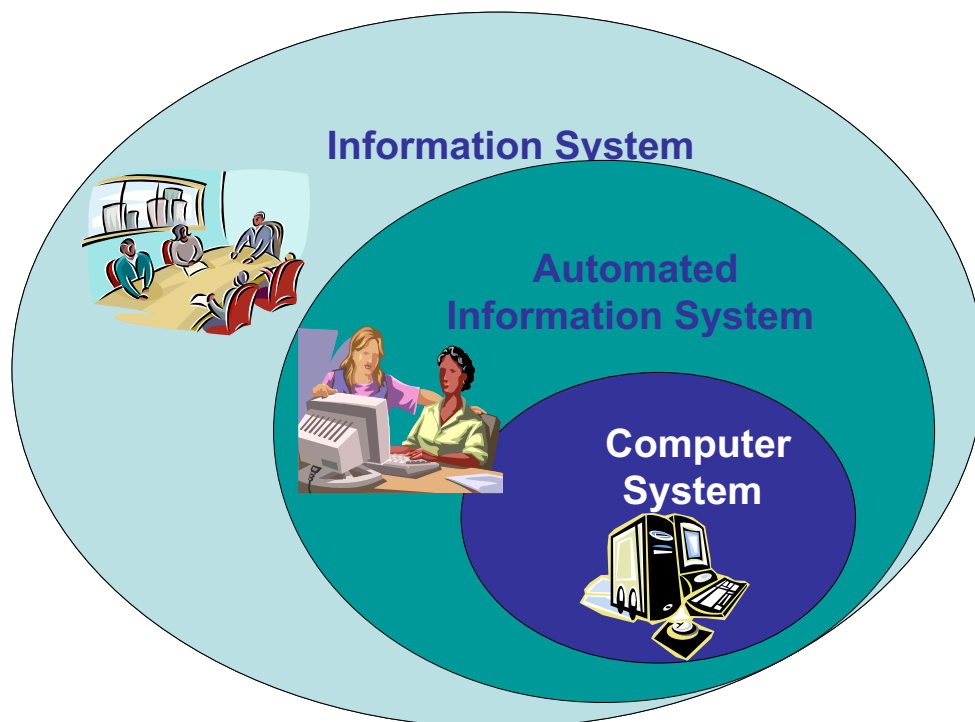 Information System
Automated
Information System
Computer
System